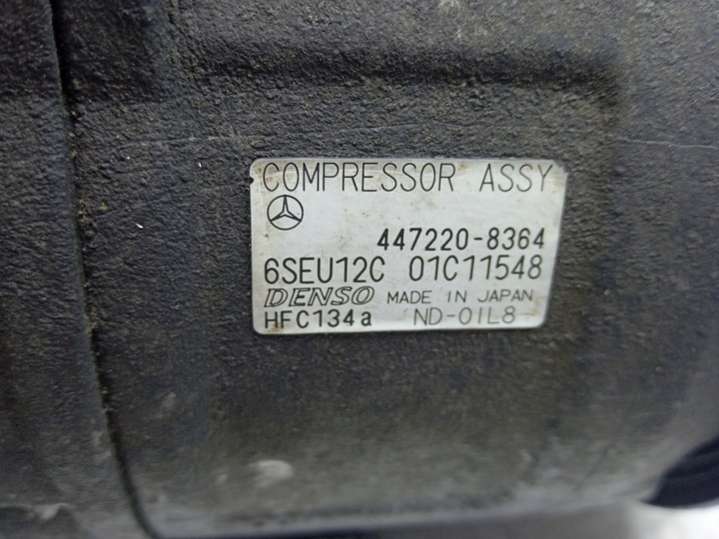 COMPRESSOR ASSY
447220-8364
6SEU12C 01C11548
DENSO MADE IN JAPAN
HFC134a ND-OIL8